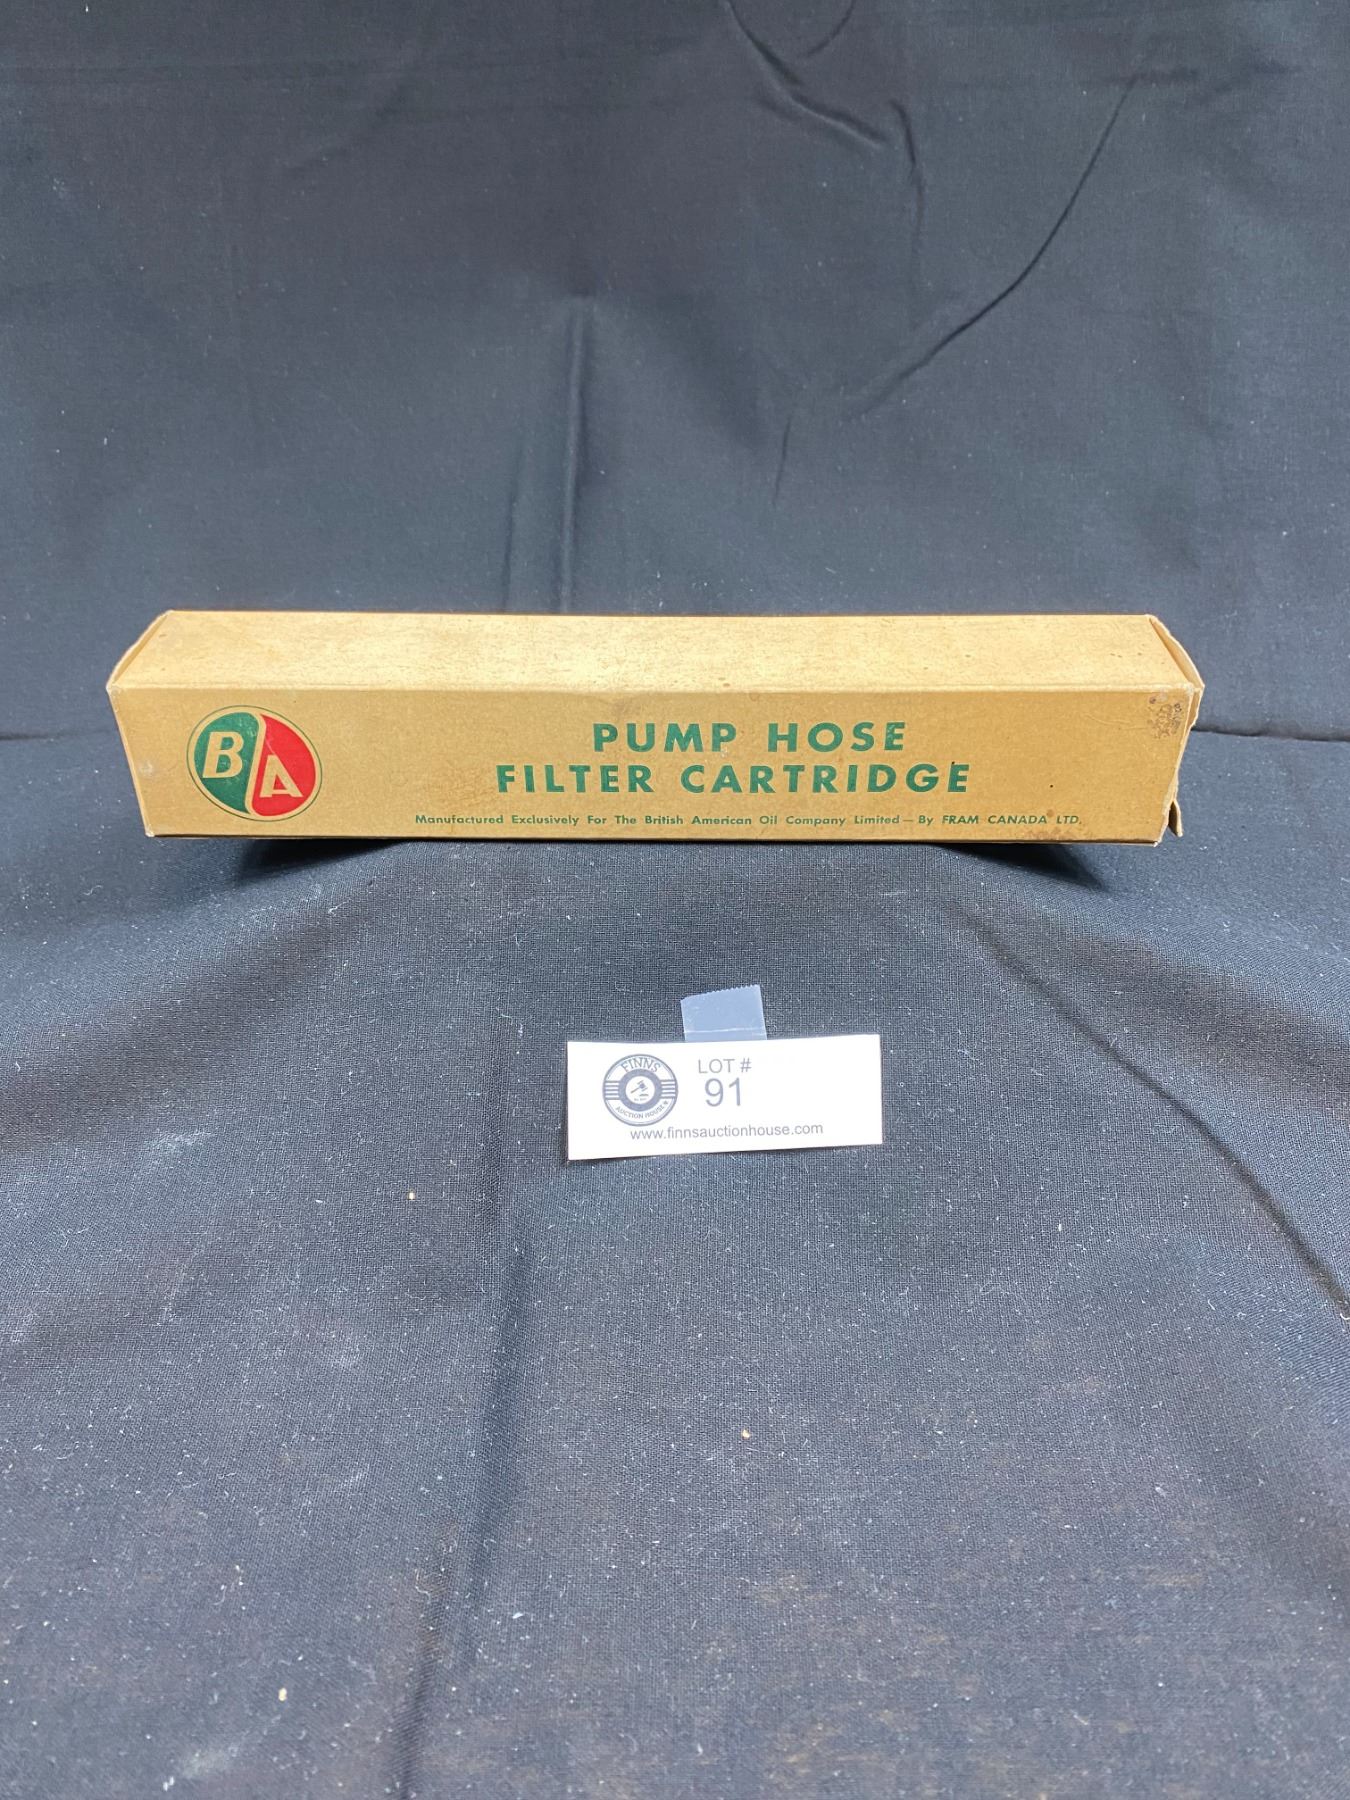 B A
PUMP HOSE
FILTER CARTRIDGE
Manufactured Exclusively For The British American Oil Company Limited — By FRAM CANADA LTD.
FINNS
AUCTION HOUSE
LOT #
91
www.finnsauctionhouse.com